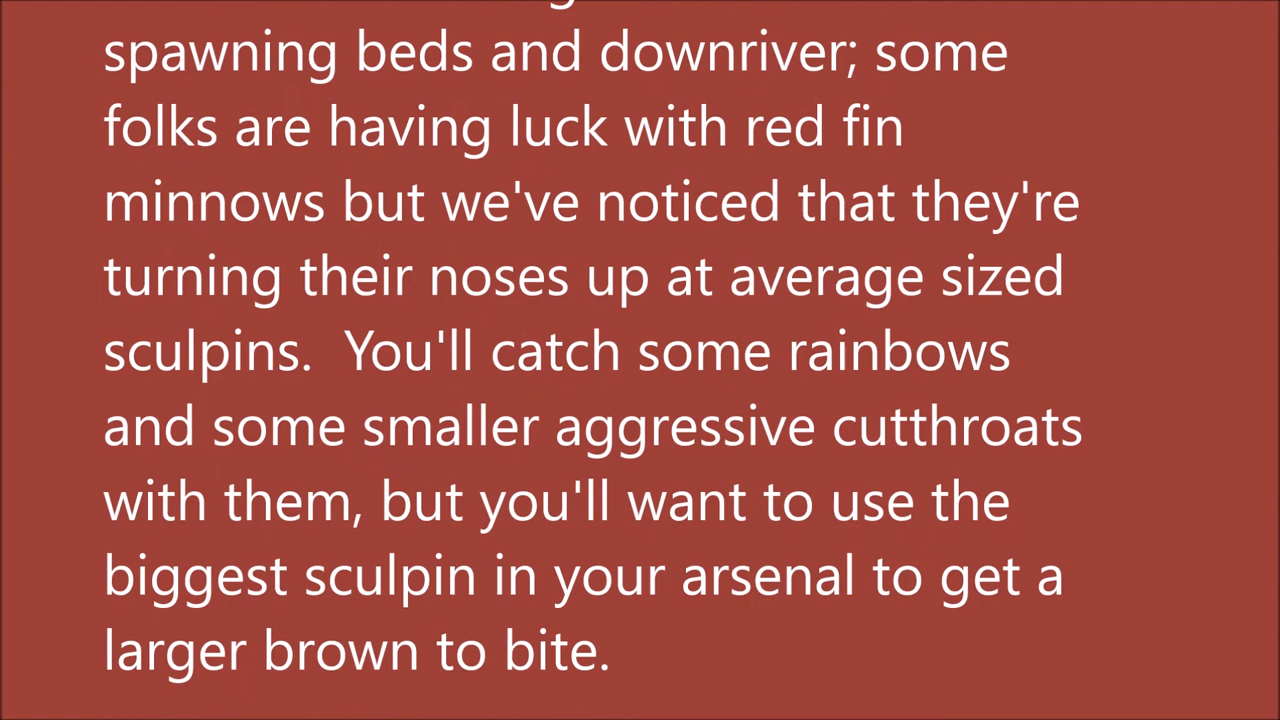 spawning beds and downriver; some
folks are having luck with red fin
minnows but we've noticed that they're
turning their noses up at average sized
sculpins.  You'll catch some rainbows
and some smaller aggressive cutthroats
with them, but you'll want to use the
biggest sculpin in your arsenal to get a
larger brown to bite.